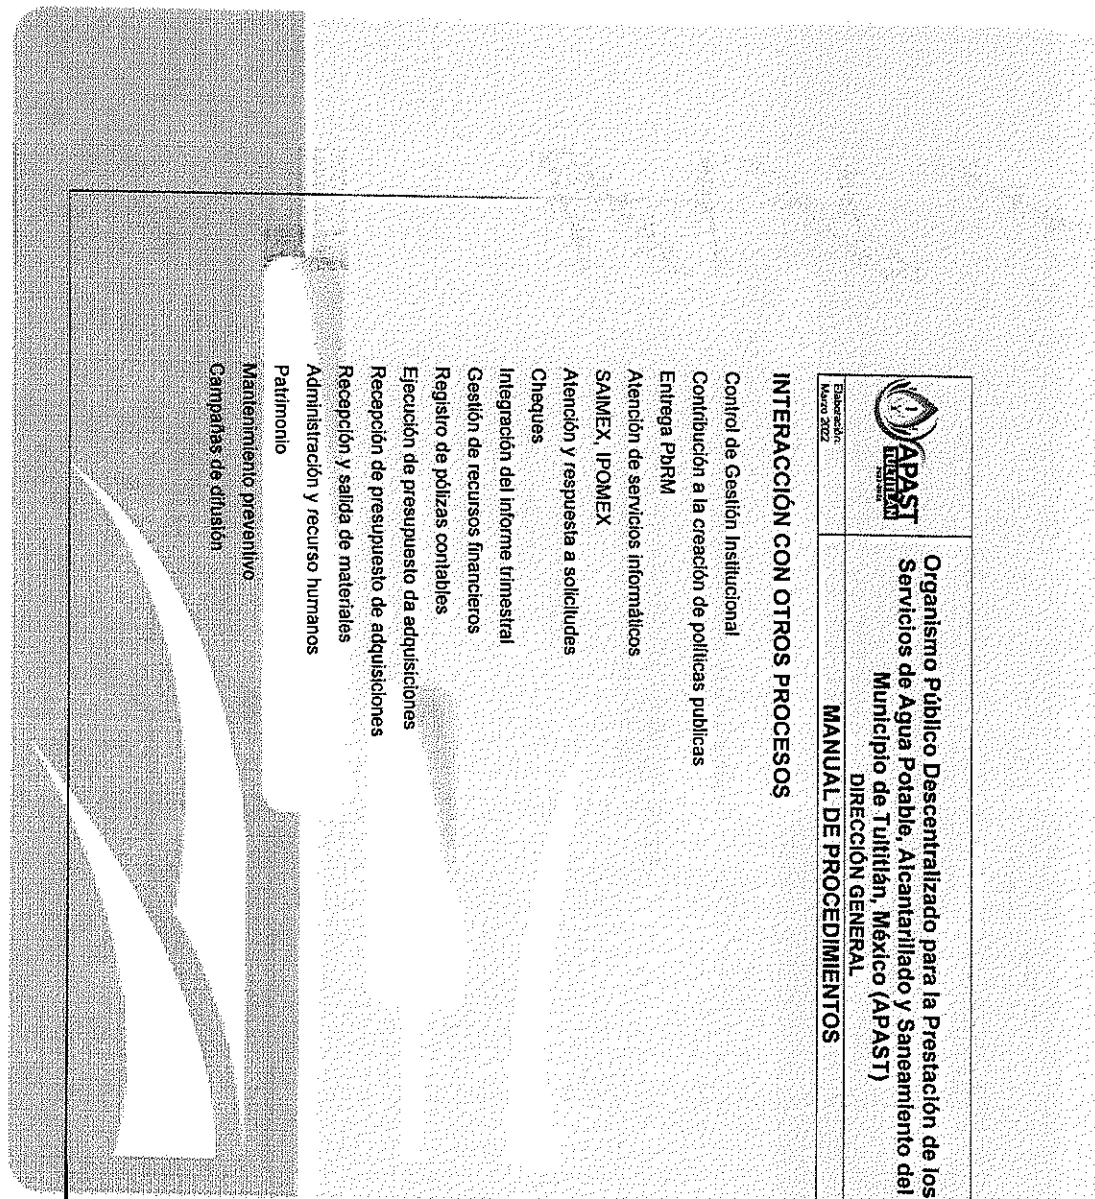 APAST
TULTITLÁN
Organismo Público Descentralizado para la Prestación de los
Servicios de Agua Potable, Alcantarillado y Saneamiento del
Municipio de Tultitlán, México (APAST)
DIRECCIÓN GENERAL
Elaboración:
Marzo 2022
MANUAL DE PROCEDIMIENTOS
INTERACCIÓN CON OTROS PROCESOS
Control de Gestión Institucional
Contribución a la creación de políticas publicas
Entrega PbRM
Atención de servicios informáticos
SAIMEX, IPOMEX
Atención y respuesta a solicitudes
Cheques
Integración del informe trimestral
Gestión de recursos financieros
Registro de pólizas contables
Ejecución de presupuesto da adquisiciones
Recepción de presupuesto de adquisiciones
Recepción y salida de materiales
Administración y recurso humanos
Patrimonio
Mantenimiento preventivo
Campañas de difusión